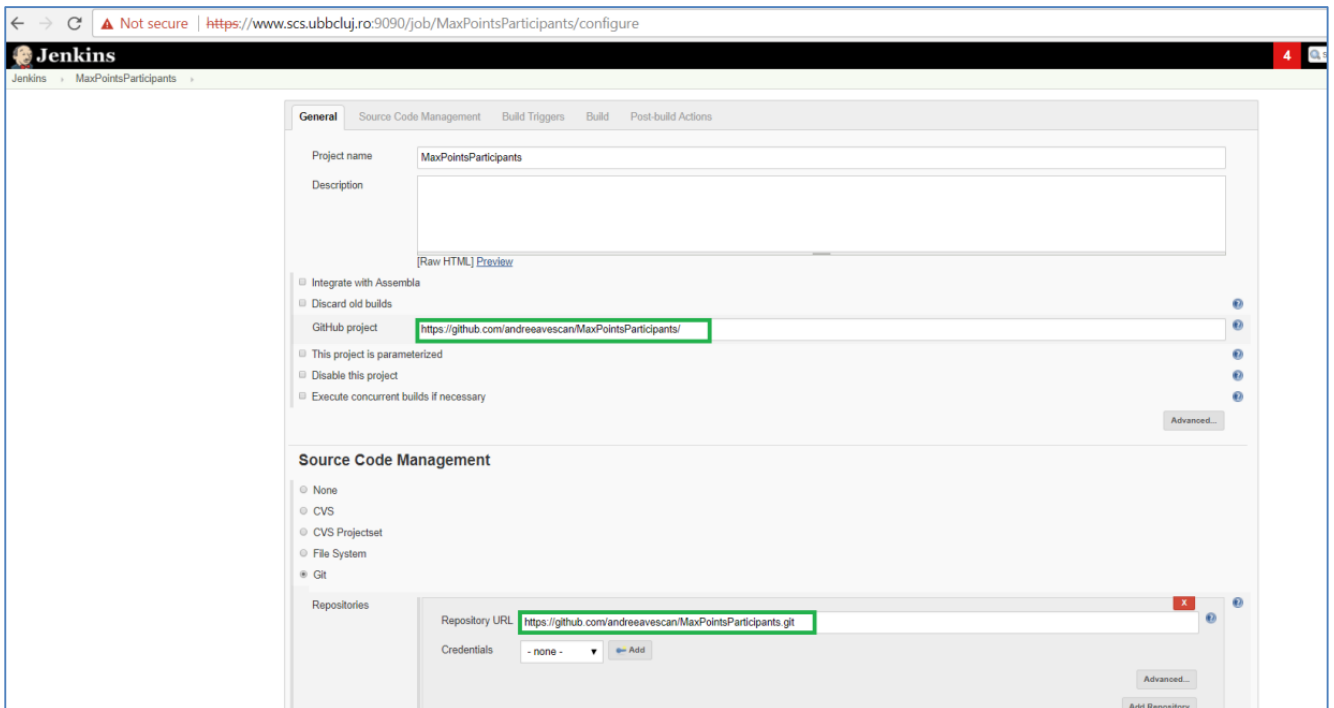 Not secure | https://www.scs.ubbcluj.ro:9090/job/MaxPointsParticipants/configure
Jenkins 4
Jenkins › MaxPointsParticipants ›
General Source Code Management Build Triggers Build Post-build Actions
Project name MaxPointsParticipants
Description
[Raw HTML] Preview
Integrate with Assembla
Discard old builds
GitHub project https://github.com/andreeavescan/MaxPointsParticipants/
This project is parameterized
Disable this project
Execute concurrent builds if necessary
Advanced...
Source Code Management
None
CVS
CVS Projectset
File System
Git
Repositories X
Repository URL https://github.com/andreeavescan/MaxPointsParticipants.git
Credentials - none - Add
Advanced...
Add Repository